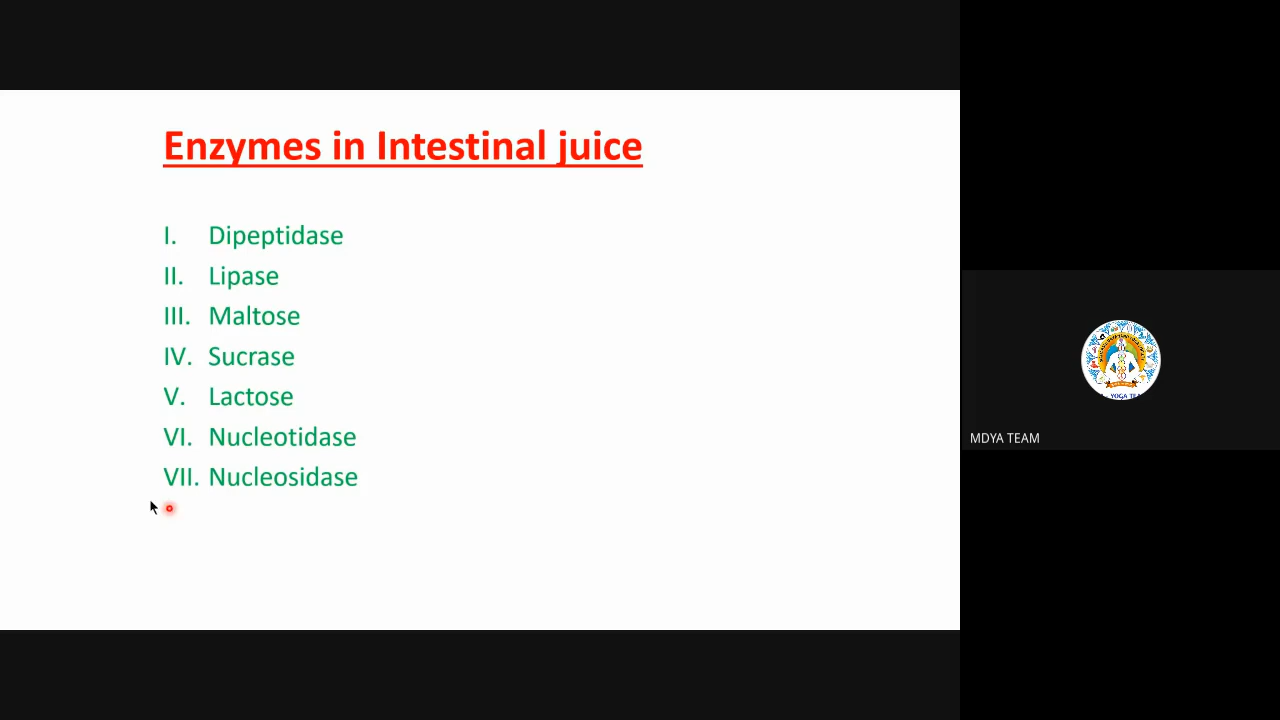 Enzymes in Intestinal juice
I. Dipeptidase
II. Lipase
III. Maltose
IV. Sucrase
V. Lactose
VI. Nucleotidase
VII. Nucleosidase
MDYA TEAM